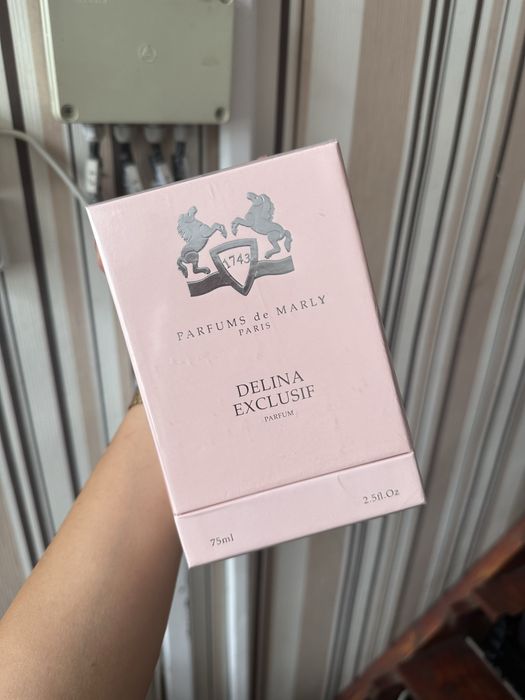 1743
PARFUMS de MARLY
PARIS
DELINA
EXCLUSIF
PARFUM
75ml
2.5fl.Oz